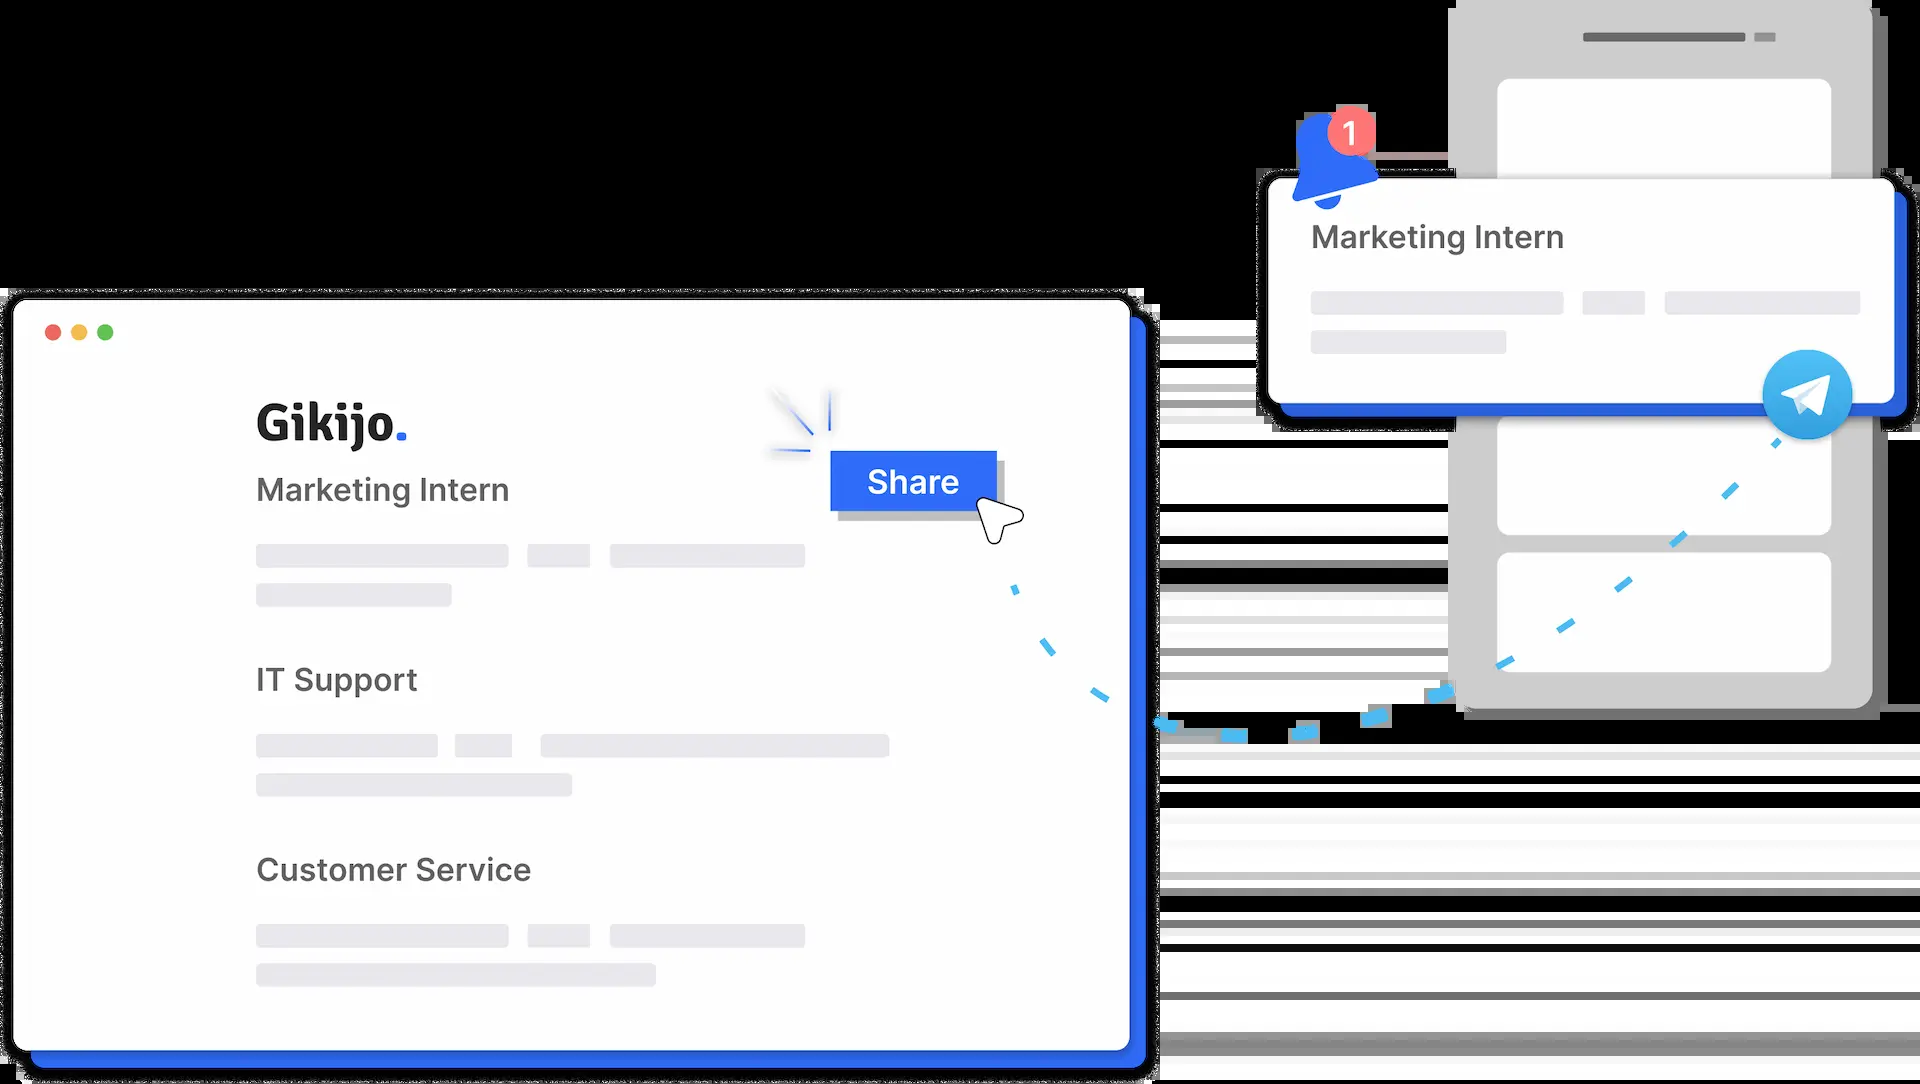 1
Marketing Intern
Gikijo.
Marketing Intern
Share
IT Support
Customer Service